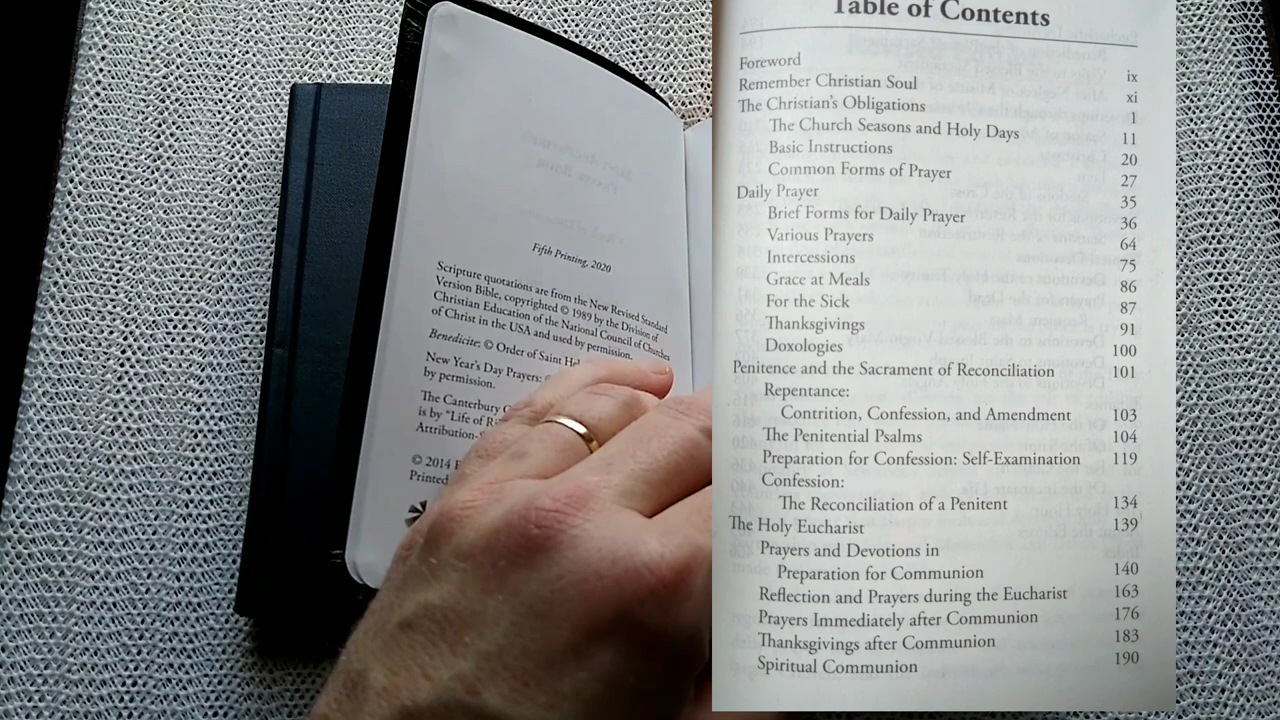 Fifth Printing, 2020
Scripture quotations are from the New Revised Standard
Version Bible, copyrighted © 1989 by the Division of
Christian Education of the National Council of Churches
of Christ in the USA and used by permission.
Benedicite: © Order of Saint
New Year's Day Prayers:
by permission.
The Canterbury
is by "Life of
Attribution-
© 2014
Printed
Table of Contents
Foreword ix
Remember Christian Soul xi
The Christian's Obligations 1
The Church Seasons and Holy Days 11
Basic Instructions 20
Common Forms of Prayer 27
Daily Prayer 35
Brief Forms for Daily Prayer 36
Various Prayers 64
Intercessions 75
Grace at Meals 86
For the Sick 87
Thanksgivings 91
Doxologies 100
Penitence and the Sacrament of Reconciliation 101
Repentance:
Contrition, Confession, and Amendment 103
The Penitential Psalms 104
Preparation for Confession: Self-Examination 119
Confession:
The Reconciliation of a Penitent 134
The Holy Eucharist 139
Prayers and Devotions in
Preparation for Communion 140
Reflection and Prayers during the Eucharist 163
Prayers Immediately after Communion 176
Thanksgivings after Communion 183
Spiritual Communion 190